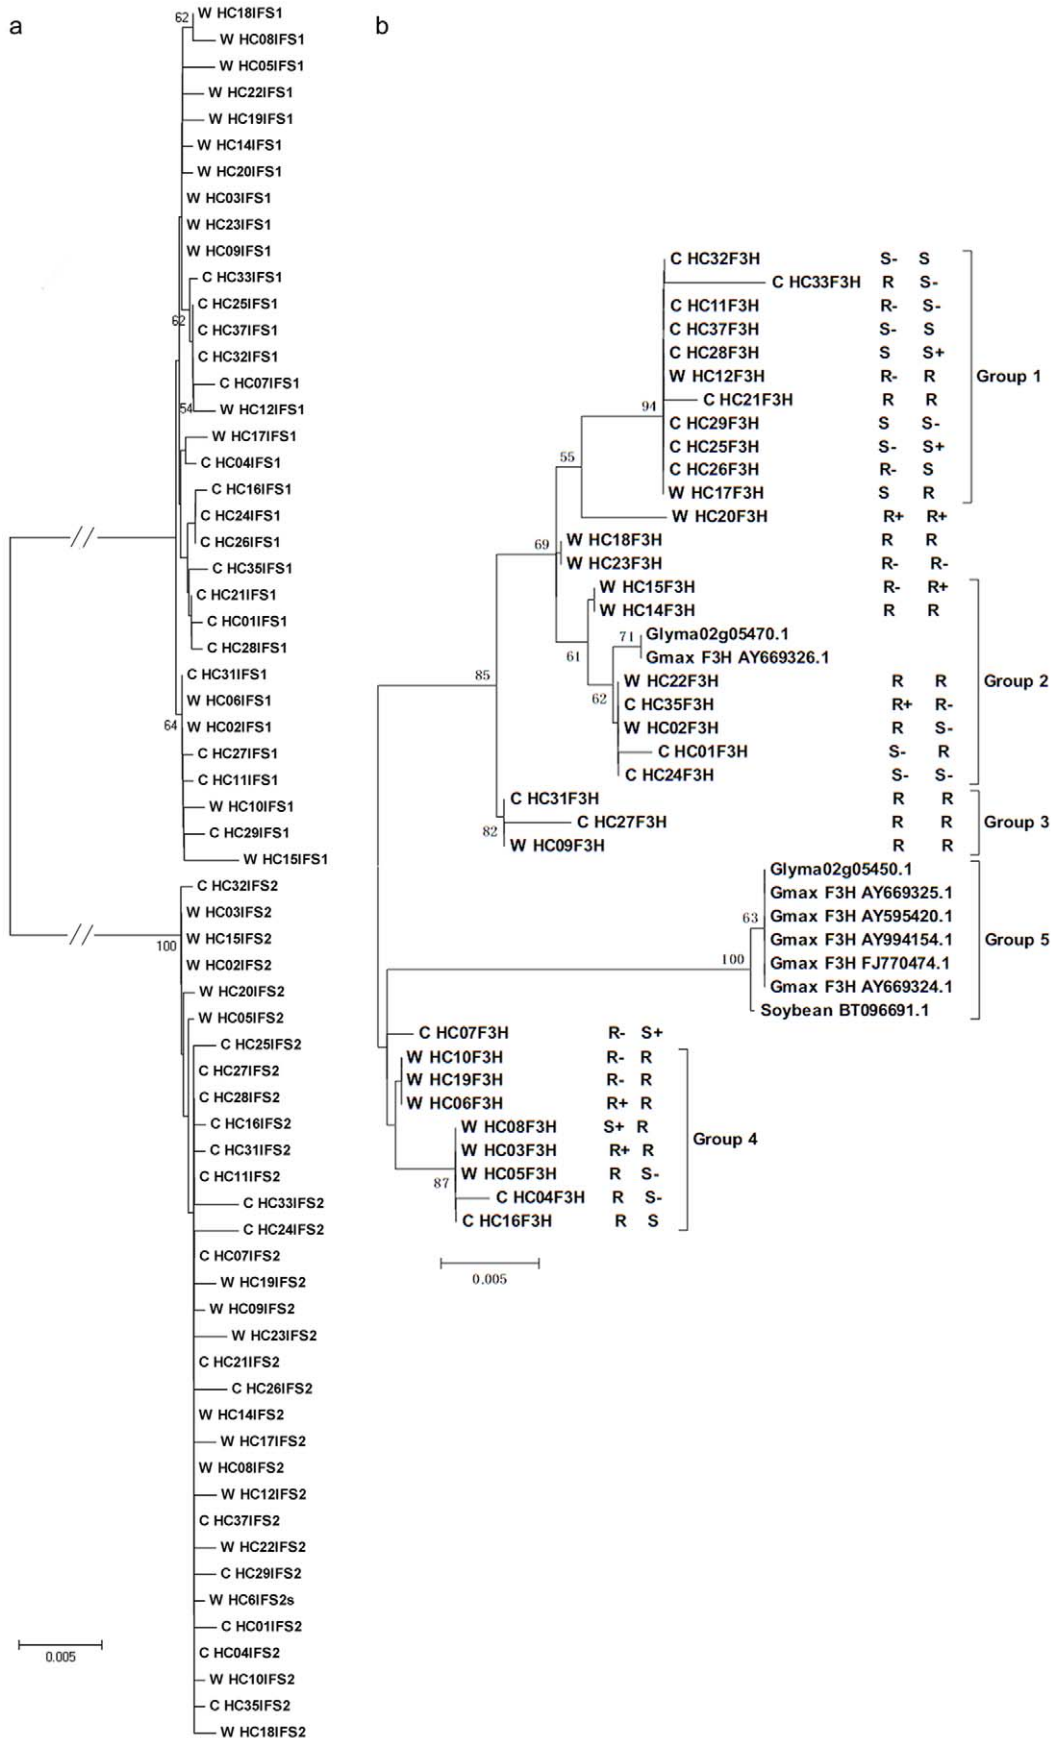 a
62
W HC18IFS1
W HC08IFS1
W HC05IFS1
W HC22IFS1
W HC19IFS1
W HC14IFS1
W HC20IFS1
W HC03IFS1
W HC23IFS1
W HC09IFS1
C HC33IFS1
C HC25IFS1
62
C HC37IFS1
C HC32IFS1
C HC07IFS1
54
W HC12IFS1
W HC17IFS1
C HC04IFS1
C HC16IFS1
C HC24IFS1
C HC26IFS1
C HC35IFS1
C HC21IFS1
C HC01IFS1
C HC28IFS1
C HC31IFS1
W HC06IFS1
64
W HC02IFS1
C HC27IFS1
C HC11IFS1
W HC10IFS1
C HC29IFS1
W HC15IFS1
C HC32IFS2
W HC03IFS2
100
W HC15IFS2
W HC02IFS2
W HC20IFS2
W HC05IFS2
C HC25IFS2
C HC27IFS2
C HC28IFS2
C HC16IFS2
C HC31IFS2
C HC11IFS2
C HC33IFS2
C HC24IFS2
C HC07IFS2
W HC19IFS2
W HC09IFS2
W HC23IFS2
C HC21IFS2
C HC26IFS2
W HC14IFS2
W HC17IFS2
W HC08IFS2
W HC12IFS2
C HC37IFS2
W HC22IFS2
C HC29IFS2
W HC6IFS2s
C HC01IFS2
C HC04IFS2
W HC10IFS2
C HC35IFS2
W HC18IFS2
0.005
b
C HC32F3H S- S
C HC33F3H R S-
C HC11F3H R- S-
C HC37F3H S- S
C HC28F3H S S+
W HC12F3H R- R
Group 1
C HC21F3H R R
94
C HC29F3H S S-
C HC25F3H S- S+
55
C HC26F3H R- S
W HC17F3H S R
W HC20F3H R+ R+
69
W HC18F3H R R
W HC23F3H R- R-
W HC15F3H R- R+
W HC14F3H R R
71
Glyma02g05470.1
61
Gmax F3H AY669326.1
85
W HC22F3H R R
Group 2
62
C HC35F3H R+ R-
W HC02F3H R S-
C HC01F3H S- R
C HC24F3H S- S-
C HC31F3H R R
C HC27F3H R R
Group 3
82
W HC09F3H R R
Glyma02g05450.1
Gmax F3H AY669325.1
63
Gmax F3H AY595420.1
Gmax F3H AY994154.1
Group 5
100
Gmax F3H FJ770474.1
Gmax F3H AY669324.1
Soybean BT096691.1
C HC07F3H R- S+
W HC10F3H R- R
W HC19F3H R- R
W HC06F3H R+ R
W HC08F3H S+ R
Group 4
W HC03F3H R+ R
W HC05F3H R S-
87
C HC04F3H R S-
C HC16F3H R S
0.005